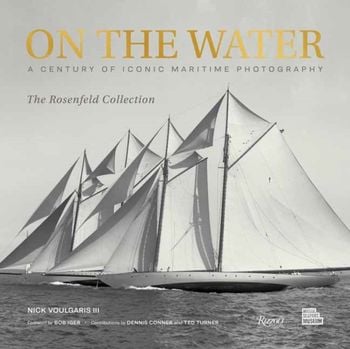 ON THE WATER
A CENTURY OF ICONIC MARITIME PHOTOGRAPHY
The Rosenfeld Collection
NICK VOULGARIS III
Foreword by BOB IGER • Contributions by DENNIS CONNER and TED TURNER
Rizzoli